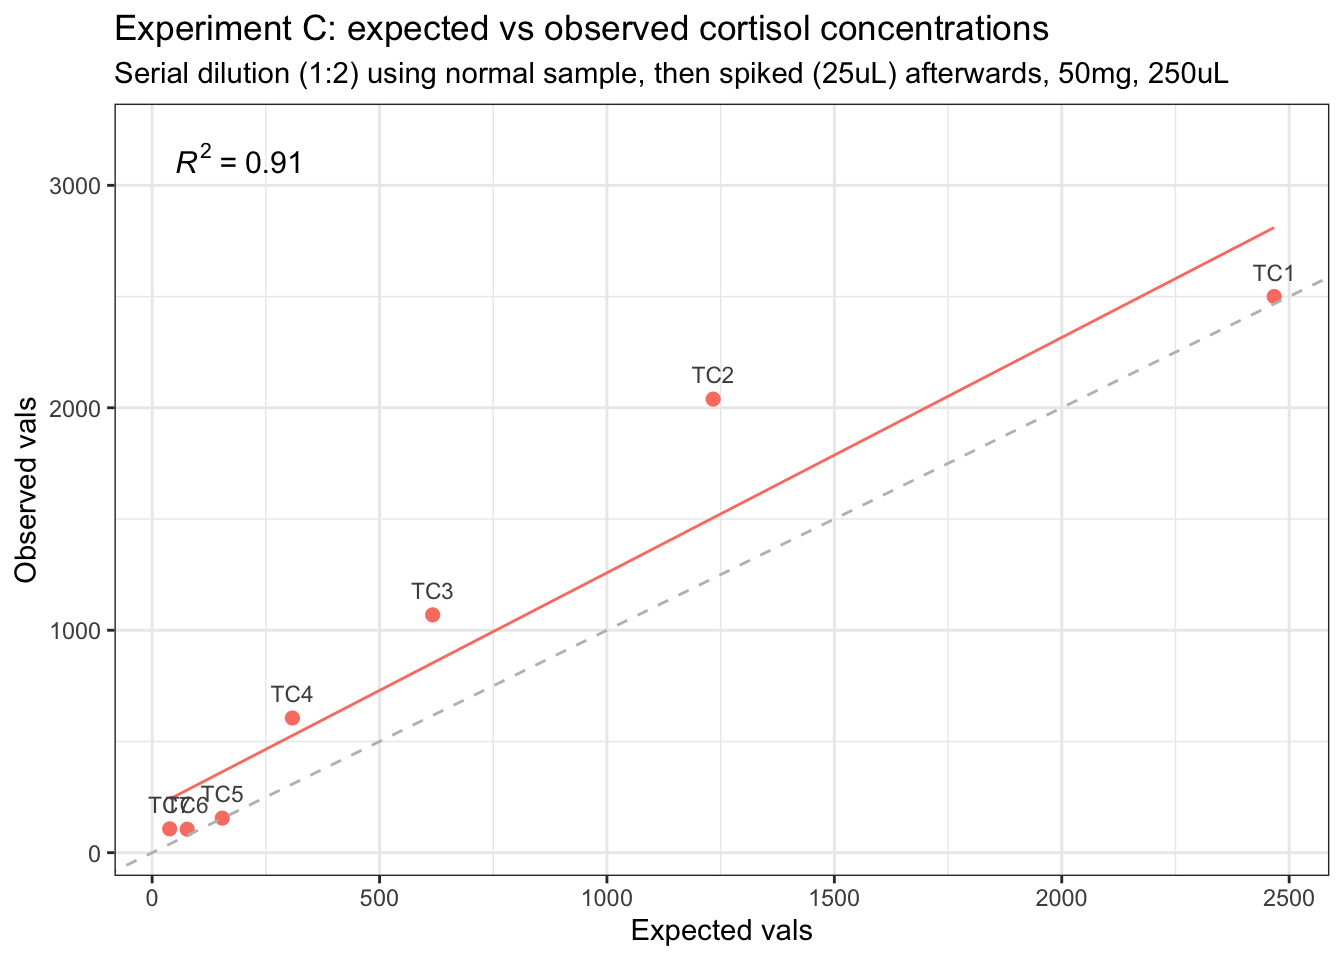 Experiment C: expected vs observed cortisol concentrations
Serial dilution (1:2) using normal sample, then spiked (25uL) afterwards, 50mg, 250uL
R² = 0.91
3000
2000
1000
0
Observed vals
TC1
TC2
TC3
TC4
TC5
TC7
TC6
0 500 1000 1500 2000 2500
Expected vals